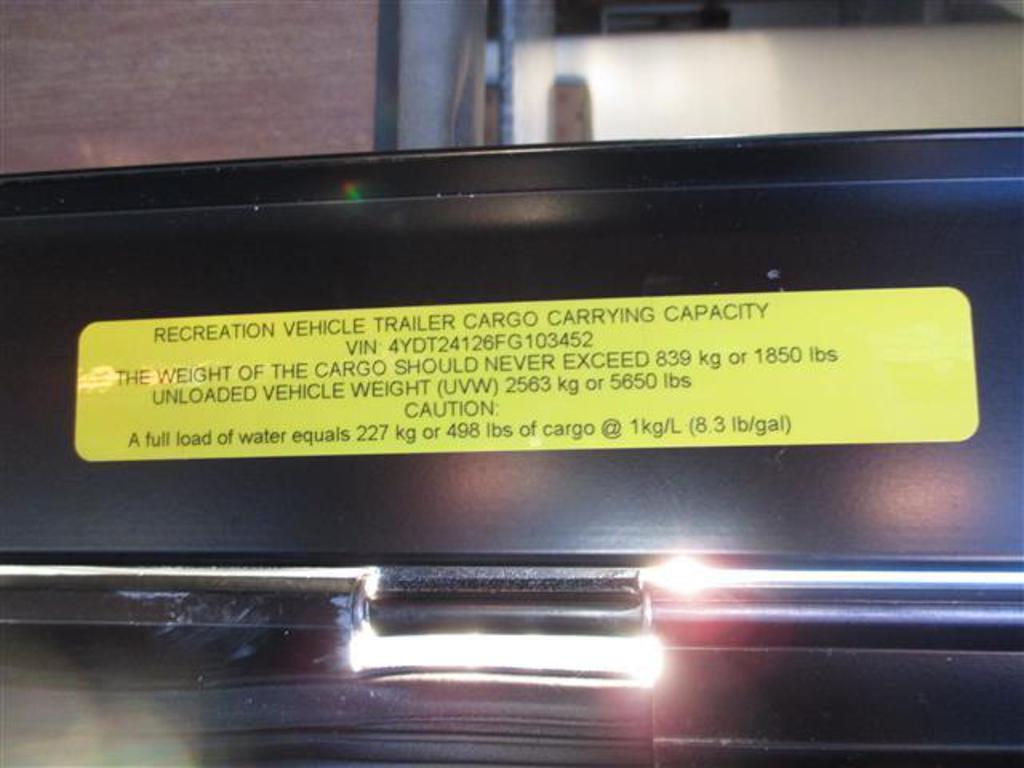 RECREATION VEHICLE TRAILER CARGO CARRYING CAPACITY
VIN: 4YDT24126FG103452
THE WEIGHT OF THE CARGO SHOULD NEVER EXCEED 839 kg or 1850 lbs
UNLOADED VEHICLE WEIGHT (UVW) 2563 kg or 5650 lbs
CAUTION:
A full load of water equals 227 kg or 498 lbs of cargo @ 1kg/L (8.3 lb/gal)